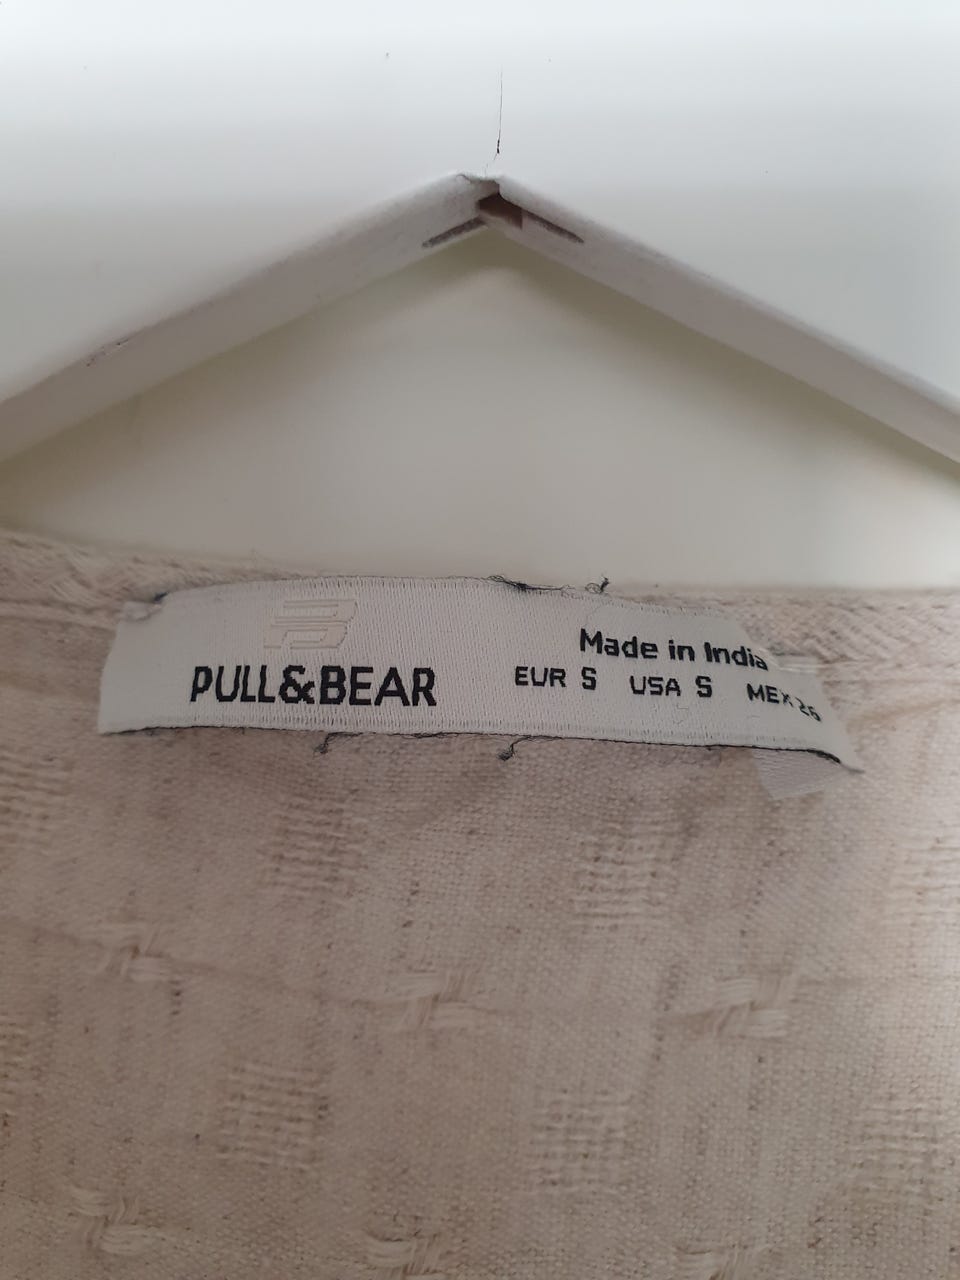 PULL&BEAR
Made in India
EUR S USA S MEX 26